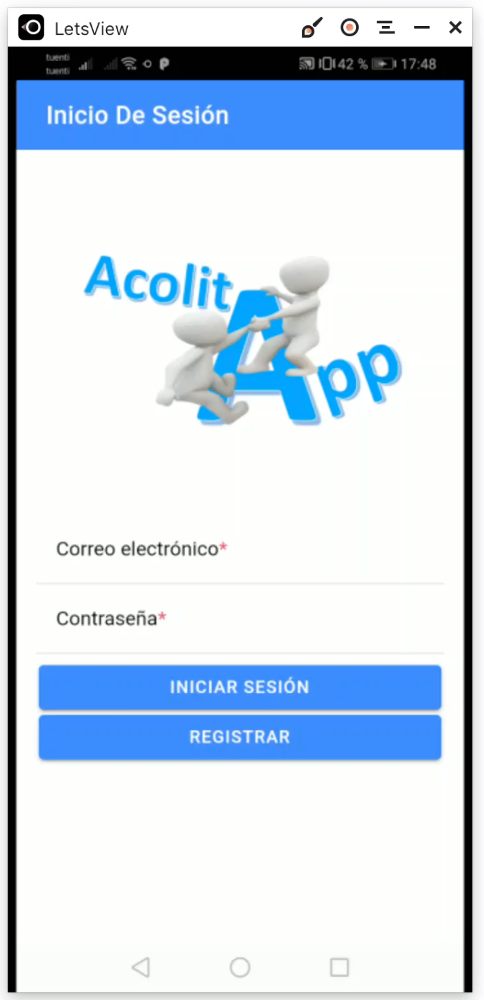 LetsView
tuenti
tuenti
42 % 17:48
Inicio De Sesión
Acolit
App
Correo electrónico*
Contraseña*
INICIAR SESIÓN
REGISTRAR